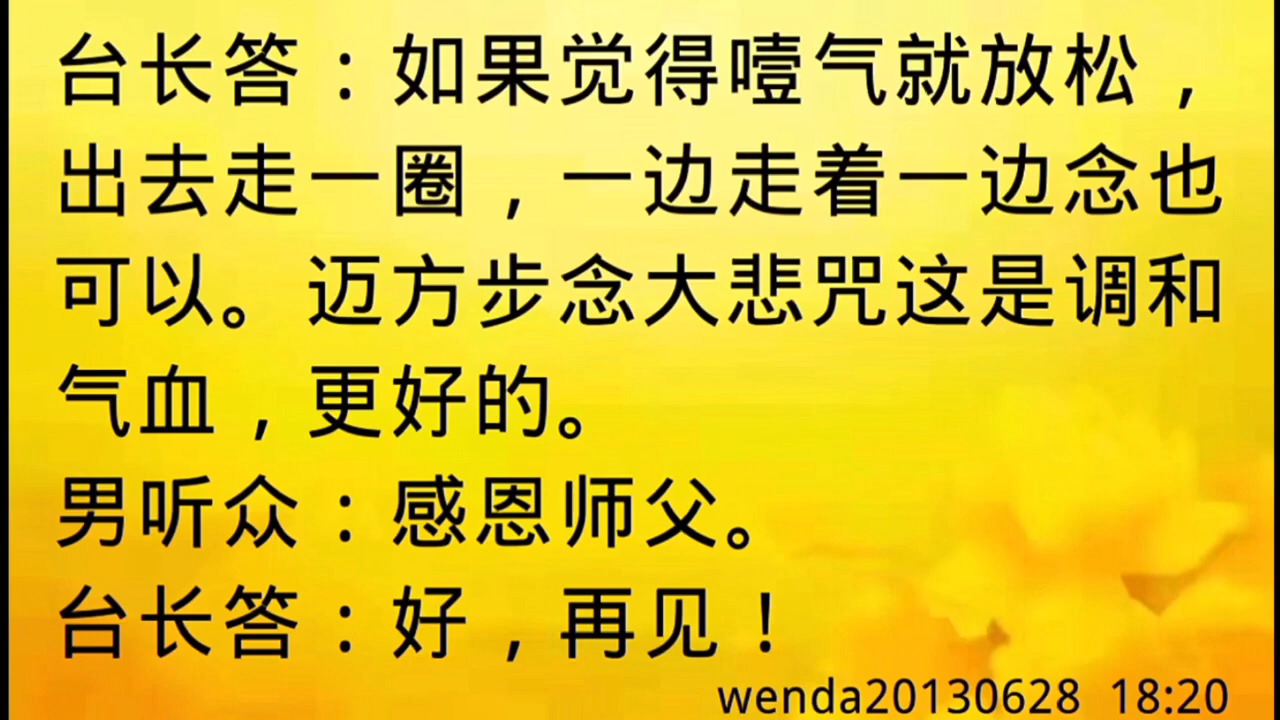 台长答：如果觉得噎气就放松，
出去走一圈，一边走着一边念也
可以。迈方步念大悲咒这是调和
气血，更好的。
男听众：感恩师父。
台长答：好，再见！
wenda20130628 18:20